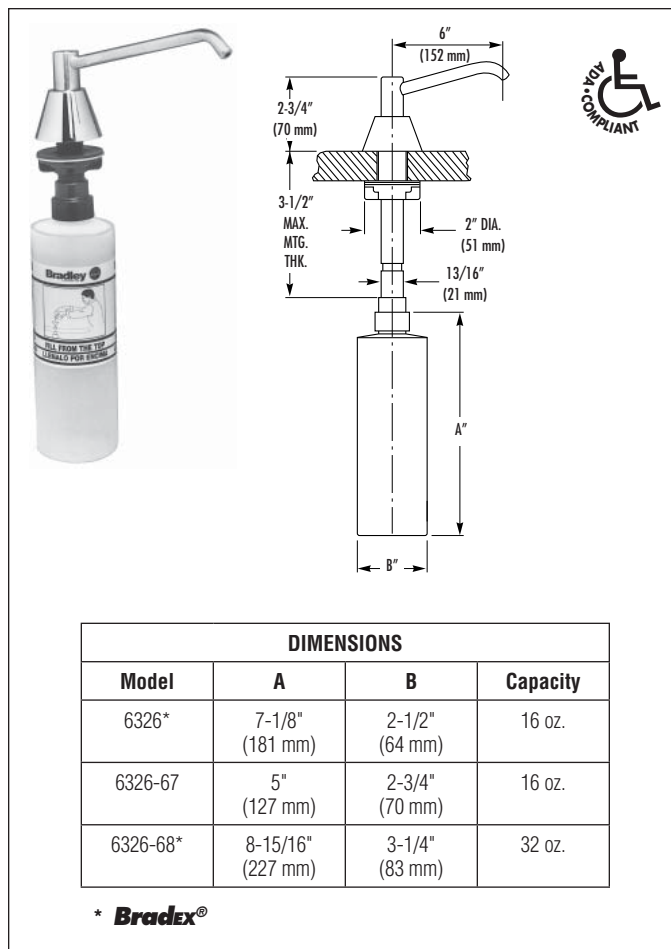 6"
(152 mm)
ADA • COMPLIANT
2-3/4"
(70 mm)
3-1/2"
MAX.
MTG.
THK.
2" DIA.
(51 mm)
13/16"
(21 mm)
A"
B"
Bradley
FILL FROM THE TOP
LLENALO POR ENCIMA
DIMENSIONS
Model A B Capacity
6326* 7-1/8" 2-1/2" 16 oz.
(181 mm) (64 mm)
6326-67 5" 2-3/4" 16 oz.
(127 mm) (70 mm)
6326-68* 8-15/16" 3-1/4" 32 oz.
(227 mm) (83 mm)
* BradEX®